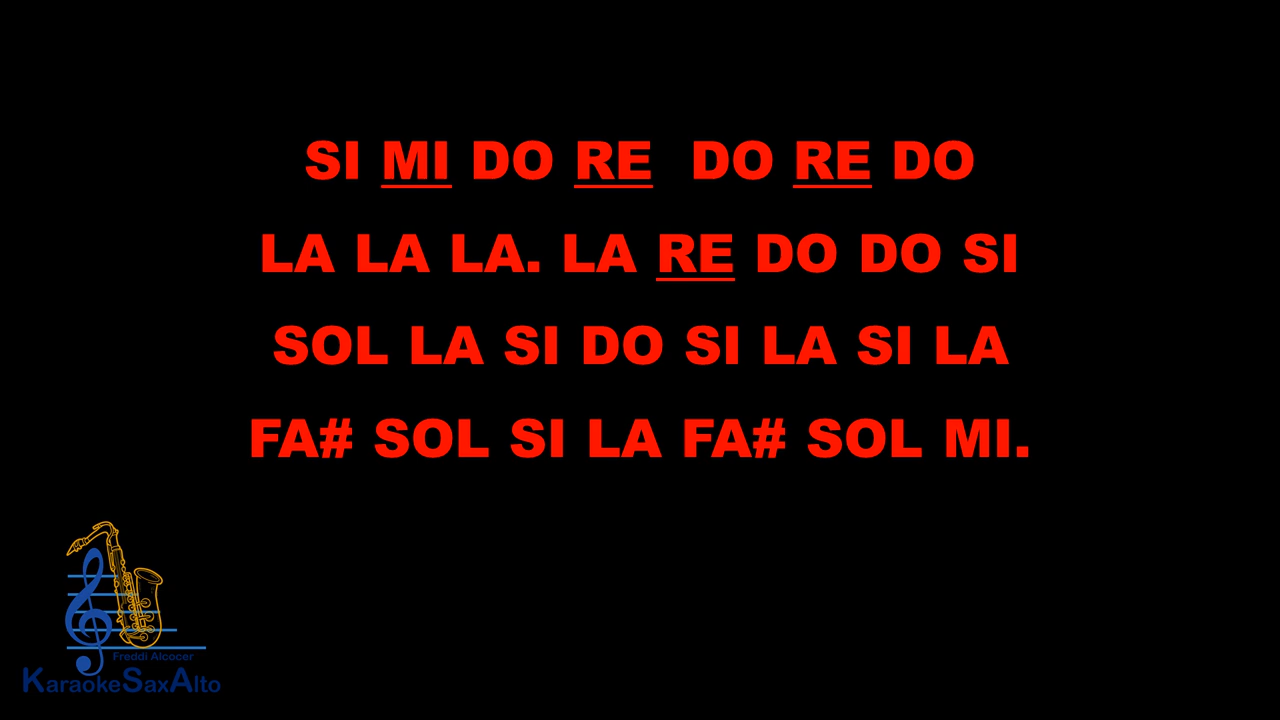 SI MI DO RE DO RE DO
LA LA LA. LA RE DO DO SI
SOL LA SI DO SI LA SI LA
FA# SOL SI LA FA# SOL MI.
Freddi Alcocer
KaraokeSaxAlto